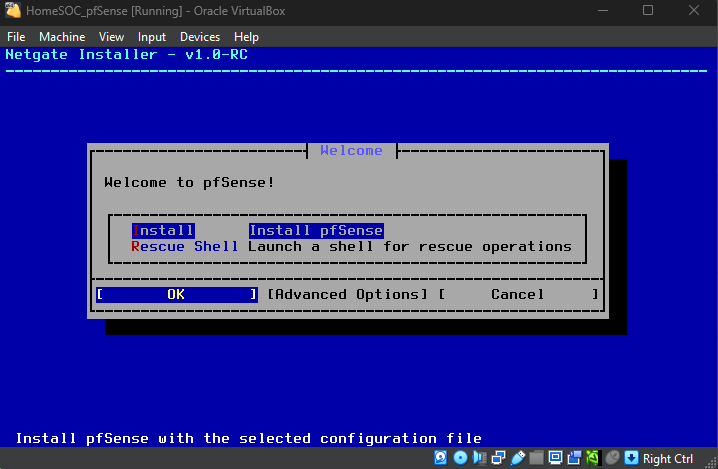 HomeSOC_pfSense [Running] - Oracle VirtualBox
File Machine View Input Devices Help
Netgate Installer - v1.0-RC
Welcome
Welcome to pfSense!
Install Install pfSense
Rescue Shell Launch a shell for rescue operations
[ OK ] [Advanced Options] [ Cancel ]
Install pfSense with the selected configuration file
Right Ctrl